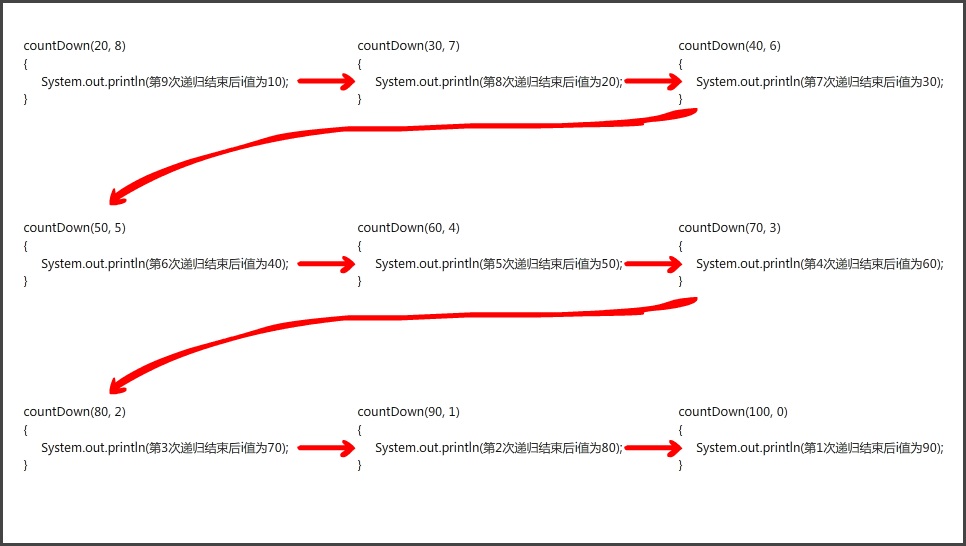 countDown(20, 8)
{
System.out.println(第9次递归结束后i值为10);
}
countDown(30, 7)
{
System.out.println(第8次递归结束后i值为20);
}
countDown(40, 6)
{
System.out.println(第7次递归结束后i值为30);
}
countDown(50, 5)
{
System.out.println(第6次递归结束后i值为40);
}
countDown(60, 4)
{
System.out.println(第5次递归结束后i值为50);
}
countDown(70, 3)
{
System.out.println(第4次递归结束后i值为60);
}
countDown(80, 2)
{
System.out.println(第3次递归结束后i值为70);
}
countDown(90, 1)
{
System.out.println(第2次递归结束后i值为80);
}
countDown(100, 0)
{
System.out.println(第1次递归结束后i值为90);
}